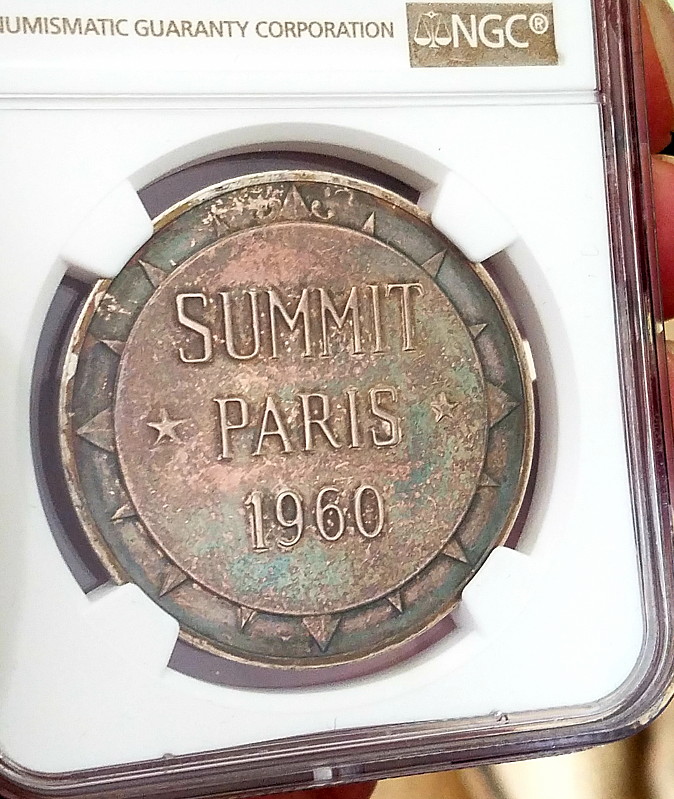 NUMISMATIC GUARANTY CORPORATION NGC®
SUMMIT
PARIS
1960